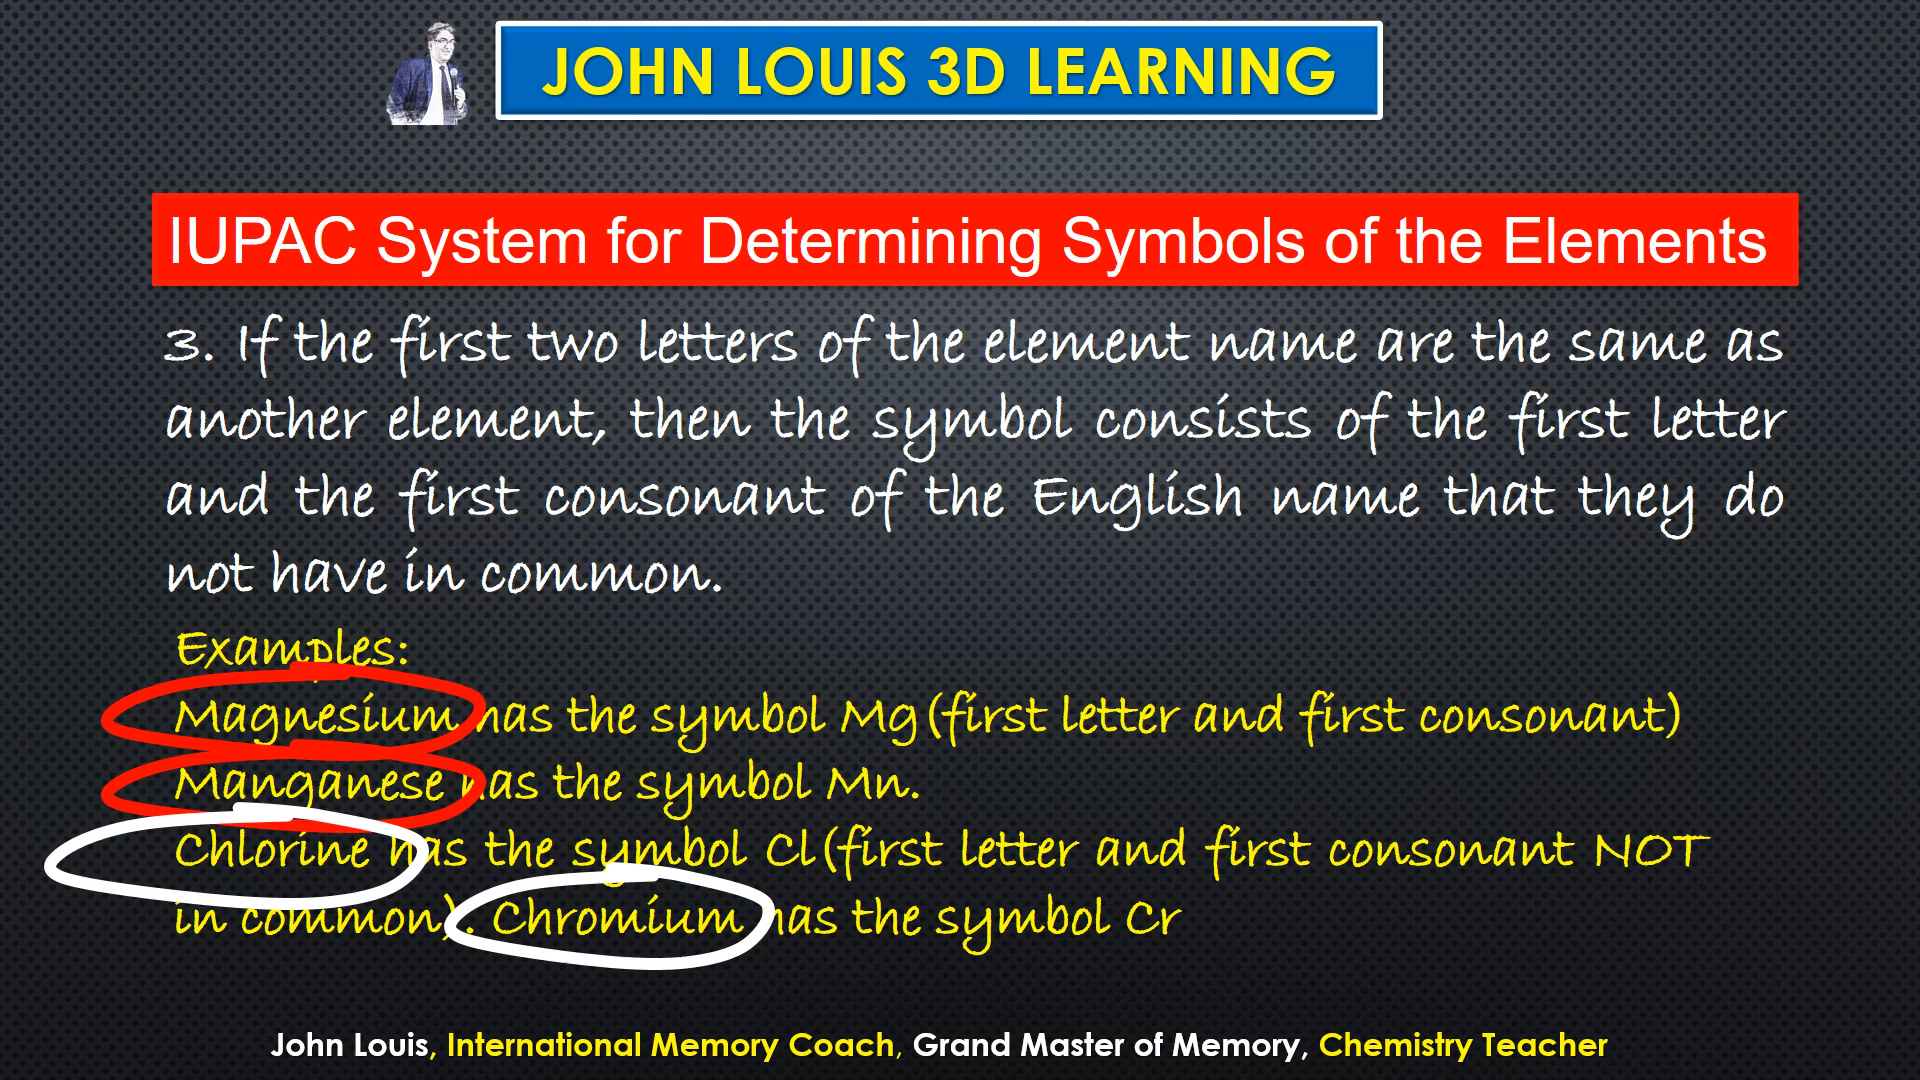 JOHN LOUIS 3D LEARNING
IUPAC System for Determining Symbols of the Elements
3. If the first two letters of the element name are the same as
another element, then the symbol consists of the first letter
and the first consonant of the English name that they do
not have in common.
Examples:
Magnesium has the symbol Mg (first letter and first consonant)
Manganese has the symbol Mn.
Chlorine has the symbol Cl (first letter and first consonant NOT
in common). Chromium has the symbol Cr
John Louis, International Memory Coach, Grand Master of Memory, Chemistry Teacher